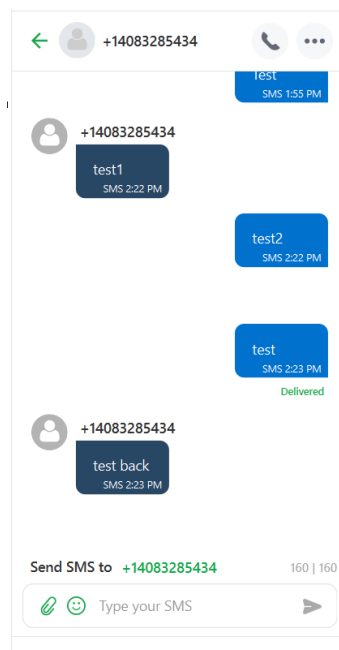 +14083285434
Test
SMS 1:55 PM
+14083285434
test1
SMS 2:22 PM
test2
SMS 2:22 PM
test
SMS 2:23 PM
Delivered
+14083285434
test back
SMS 2:23 PM
Send SMS to +14083285434 160 | 160
Type your SMS